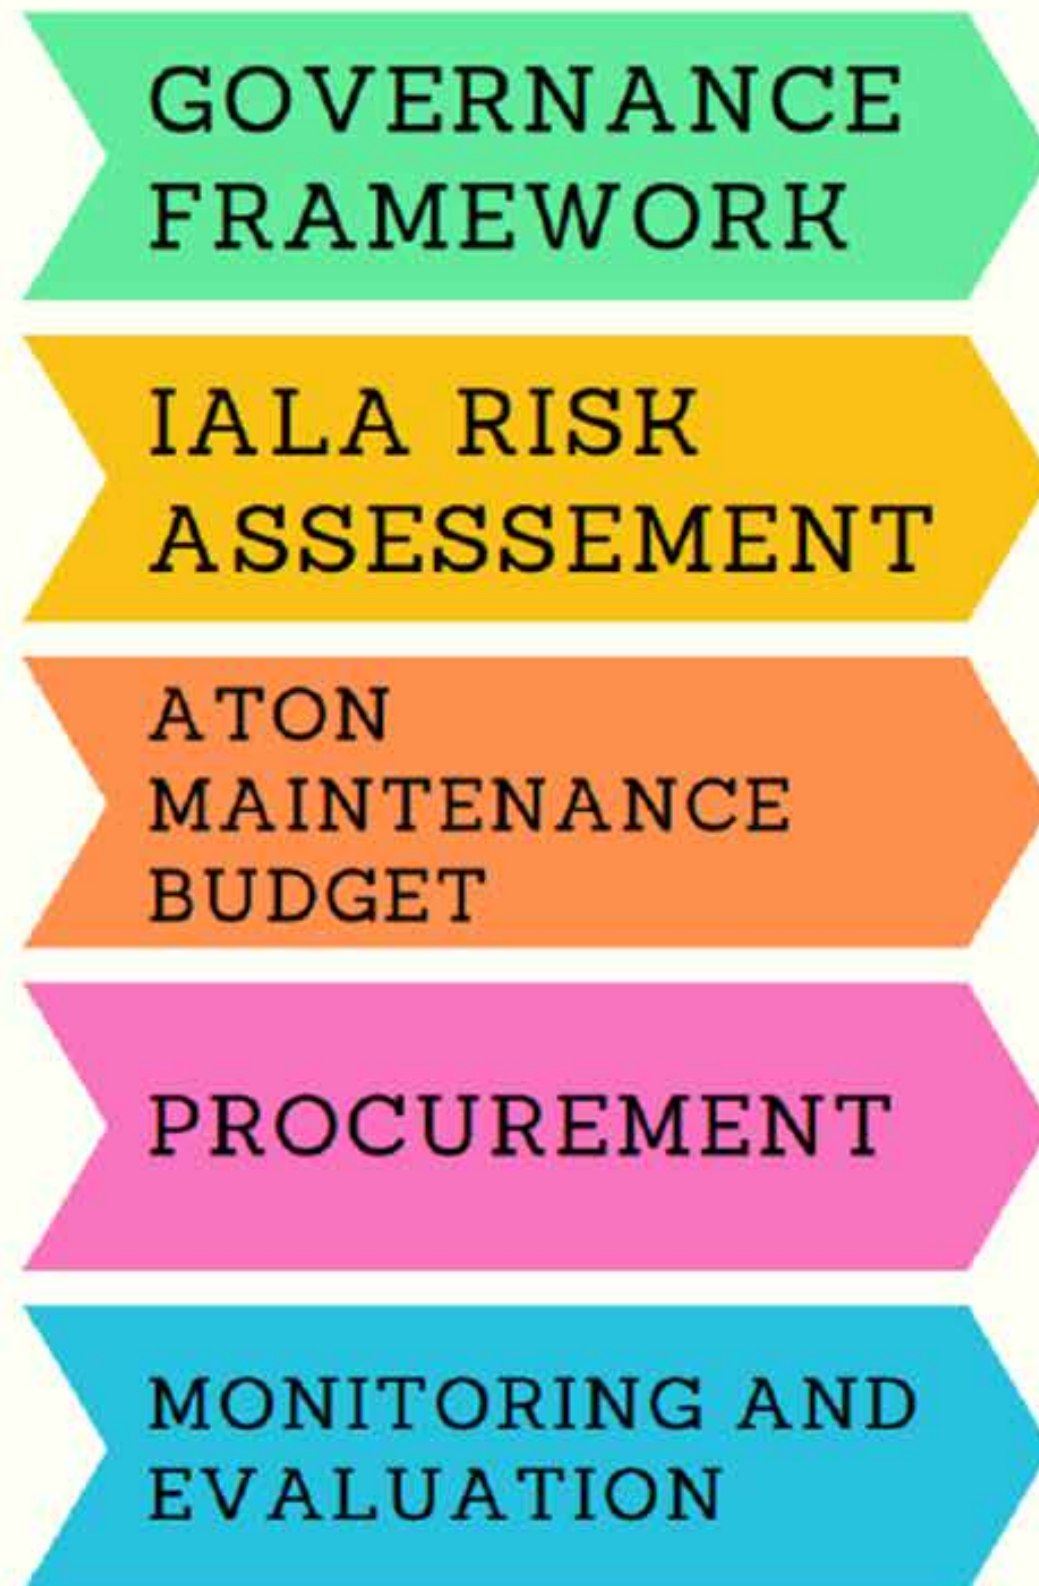 GOVERNANCE
FRAMEWORK
IALA RISK
ASSESSEMENT
ATON
MAINTENANCE
BUDGET
PROCUREMENT
MONITORING AND
EVALUATION